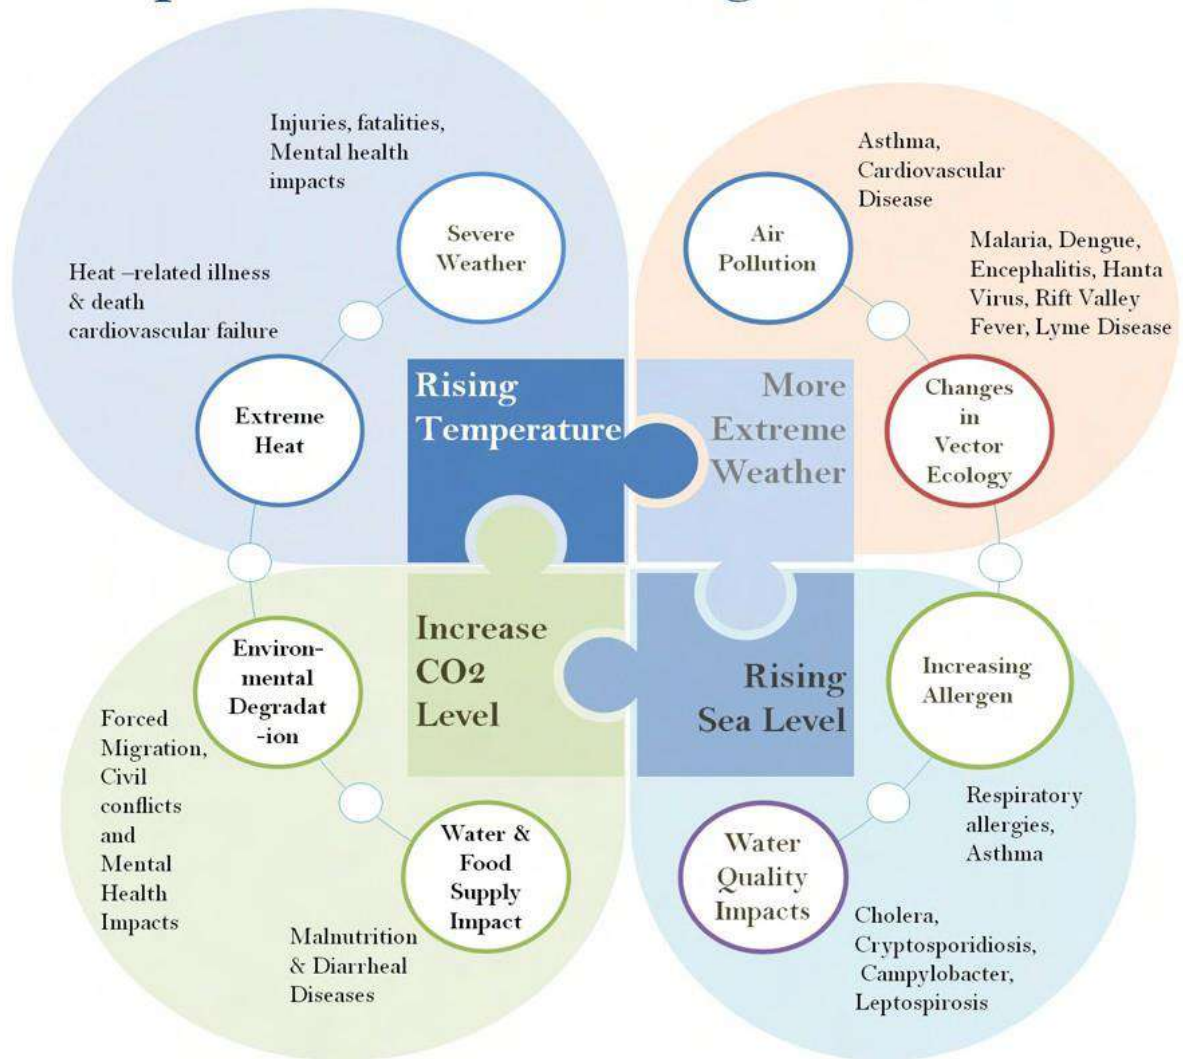 Injuries, fatalities,
Mental health
impacts
Severe
Weather
Heat –related illness
& death
cardiovascular failure
Extreme
Heat
Rising
Temperature
Asthma,
Cardiovascular
Disease
Air
Pollution
Malaria, Dengue,
Encephalitis, Hanta
Virus, Rift Valley
Fever, Lyme Disease
Changes
in
Vector
Ecology
More
Extreme
Weather
Environ-
mental
Degradat
-ion
Forced
Migration,
Civil
conflicts
and
Mental
Health
Impacts
Increase
CO2
Level
Water &
Food
Supply
Impact
Malnutrition
& Diarrheal
Diseases
Rising
Sea Level
Increasing
Allergen
Respiratory
allergies,
Asthma
Water
Quality
Impacts
Cholera,
Cryptosporidiosis,
Campylobacter,
Leptospirosis